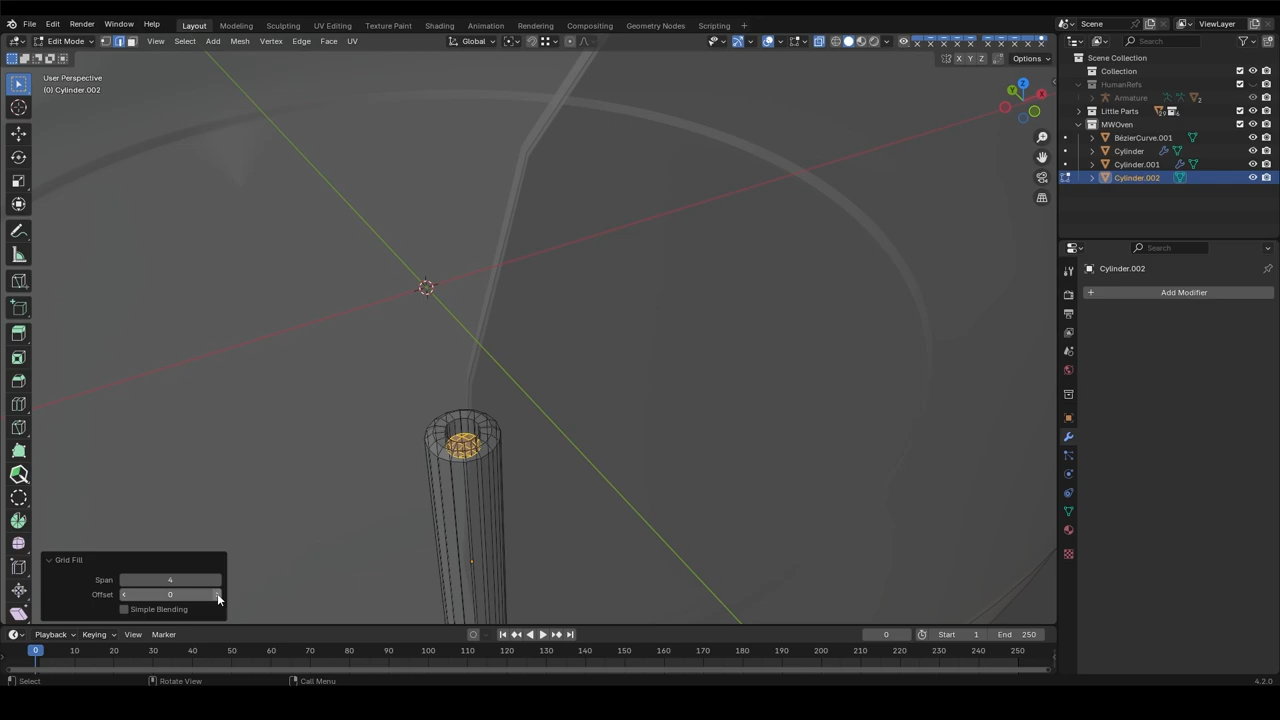 File Edit Render Window Help Layout Modeling Sculpting UV Editing Texture Paint Shading Animation Compositing Geometry Nodes Scripting + Scene ViewLayer
Edit Mode View Select Add Mesh Vertex Edge Face UV Global Search
X Y Z Options
User Perspective
(0) Cylinder.002
Scene Collection
Collection
HumanRefs
Armature 2
Little Parts
MWOven
BézierCurve.001
Cylinder
Cylinder.001
Cylinder.002
Search
Cylinder.002
+ Add Modifier
Z
Y
X
Grid Fill
Span 4
Offset 0
Simple Blending
Playback Keying View Marker 0 Start 1 End 250
0 10 20 30 40 50 60 70 80 90 100 110 120 130 140 150 160 170 180 190 200 210 220 230 240 250
Select Rotate View Call Menu 4.2.0